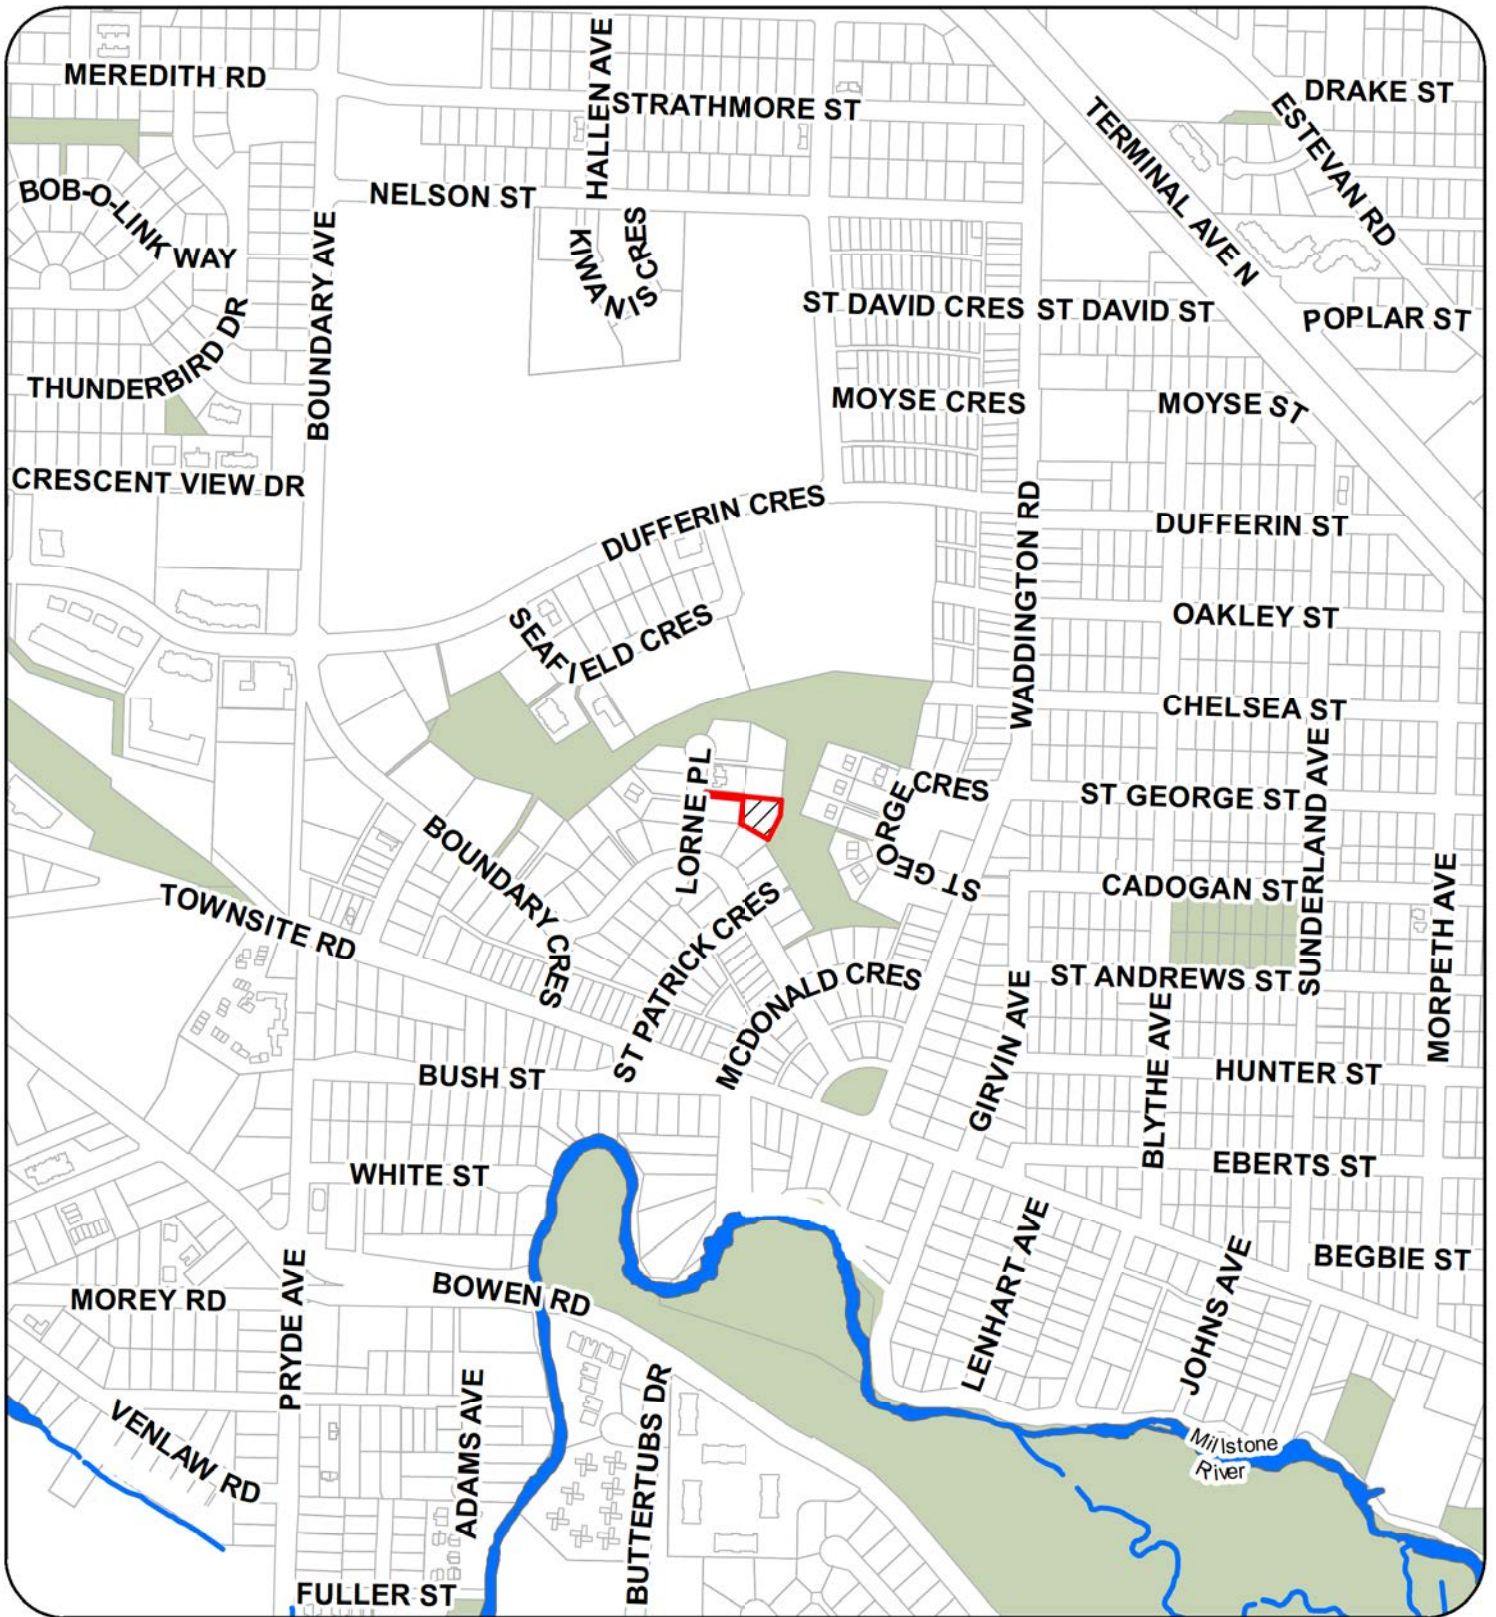 MEREDITH RD
HALLEN AVE
STRATHMORE ST
DRAKE ST
ESTEVAN RD
TERMINAL AVE N
BOB-O-LINK WAY
NELSON ST
KIWANIS CRES
BOUNDARY AVE
ST DAVID CRES
ST DAVID ST
POPLAR ST
THUNDERBIRD DR
MOYSE CRES
MOYSE ST
CRESCENT VIEW DR
DUFFERIN CRES
WADDINGTON RD
DUFFERIN ST
SEAFIELD CRES
OAKLEY ST
CHELSEA ST
LORNE PL
ST GEORGE CRES
ST GEORGE ST
SUNDERLAND AVE
BOUNDARY CRES
TOWNSITE RD
ST PATRICK CRES
CADOGAN ST
MORPETH AVE
MCDONALD CRES
ST ANDREWS ST
GIRVIN AVE
BLYTHE AVE
BUSH ST
HUNTER ST
WHITE ST
EBERTS ST
LENHART AVE
JOHNS AVE
BEGBIE ST
MOREY RD
PRYDE AVE
BOWEN RD
VENLAW RD
ADAMS AVE
BUTTERTUBS DR
Millstone
River
FULLER ST